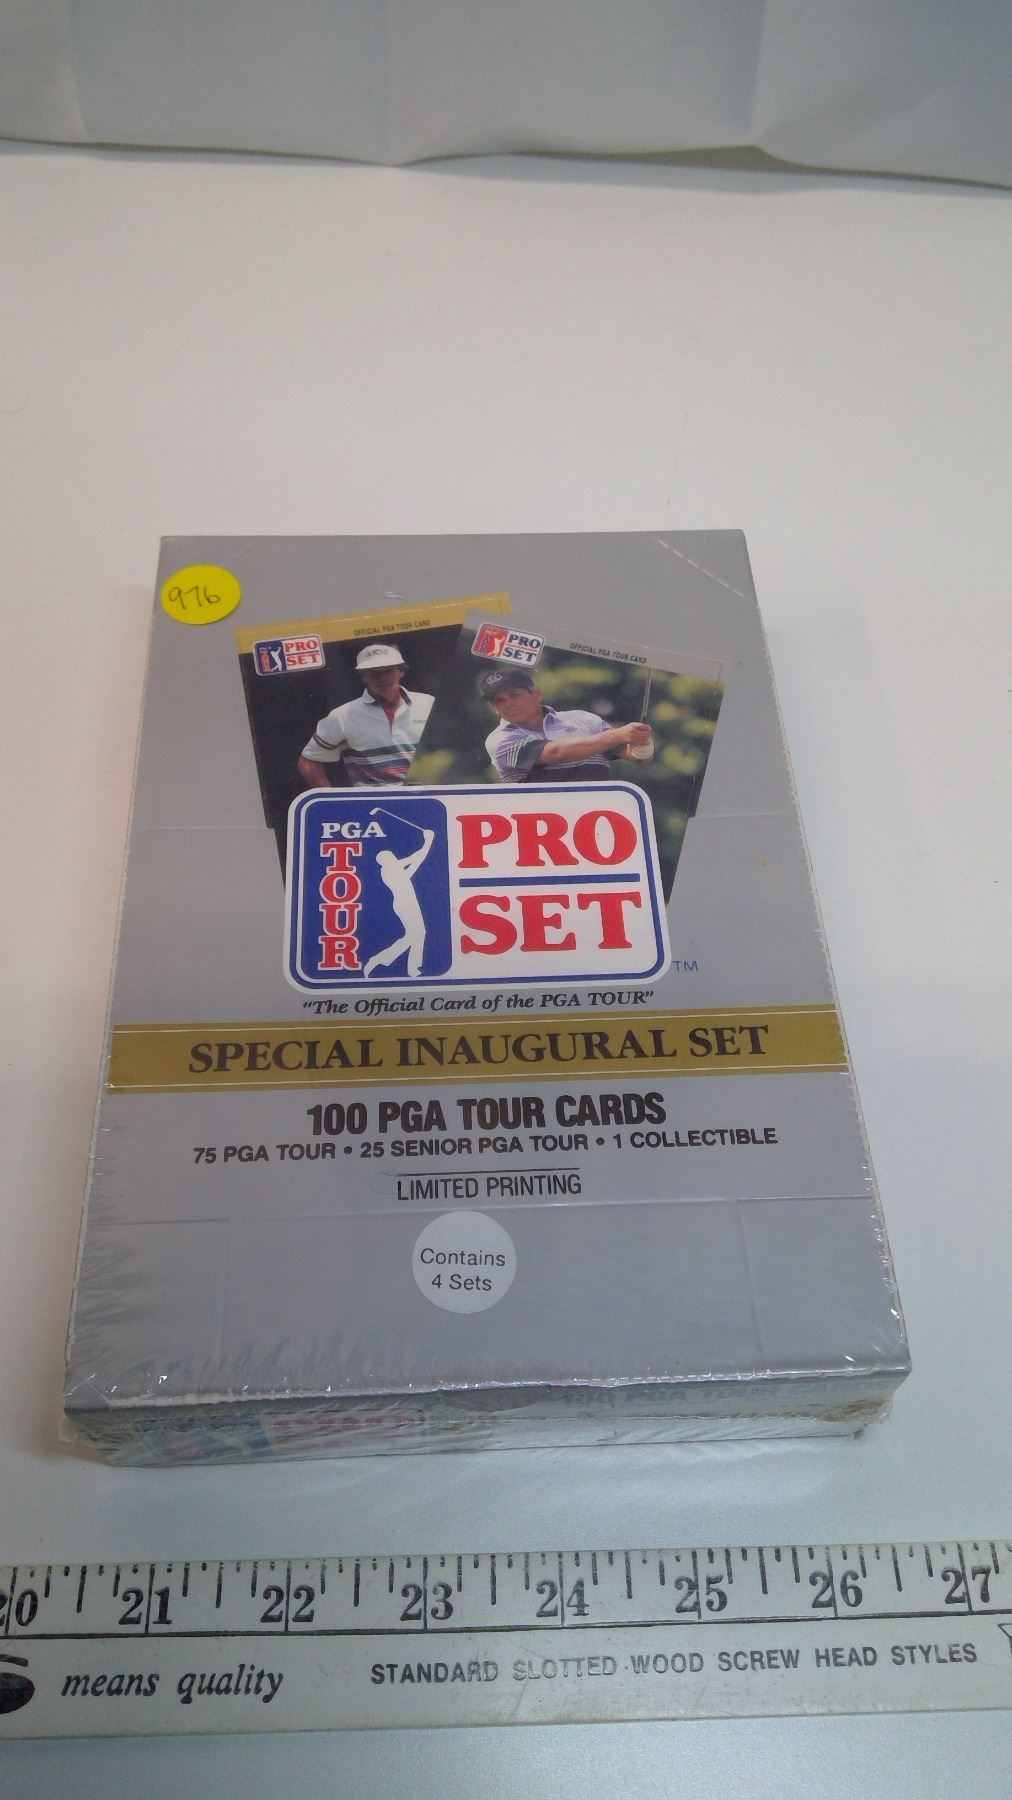 976
OFFICIAL PGA TOUR CARD
PRO
SET
OFFICIAL PGA TOUR CARD
PRO
SET
PGA
TOUR
PRO
SET
TM
"The Official Card of the PGA TOUR"
SPECIAL INAUGURAL SET
100 PGA TOUR CARDS
75 PGA TOUR • 25 SENIOR PGA TOUR • 1 COLLECTIBLE
LIMITED PRINTING
Contains
4 Sets
20 21 22 23 24 25 26 27
means quality
STANDARD SLOTTED WOOD SCREW HEAD STYLES